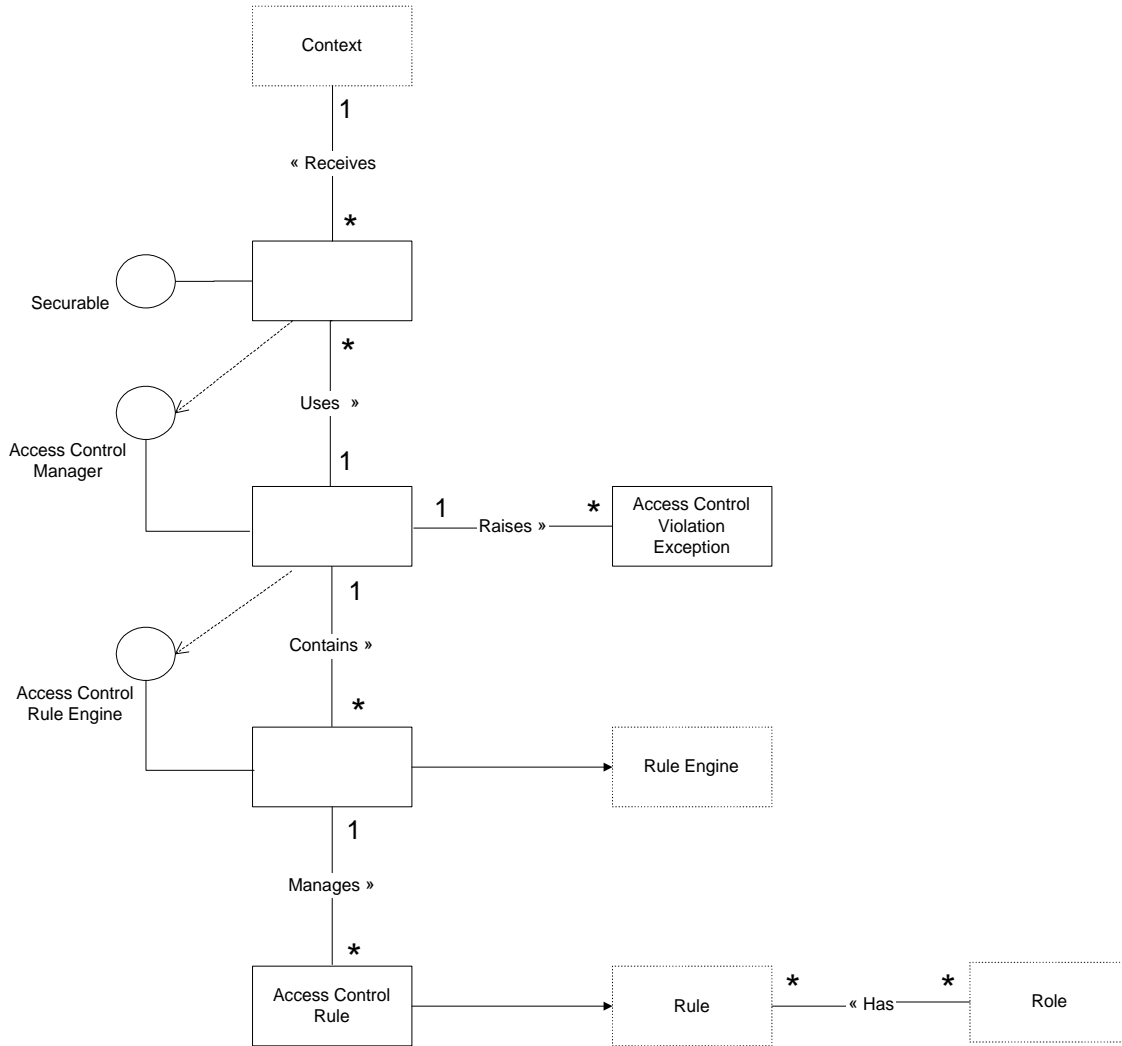 Context
1
« Receives
*
Securable
*
Uses »
Access Control
Manager
1
1
Raises »
*
Access Control
Violation
Exception
1
Contains »
Access Control
Rule Engine
*
Rule Engine
1
Manages »
*
Access Control
Rule
Rule
*
« Has
*
Role